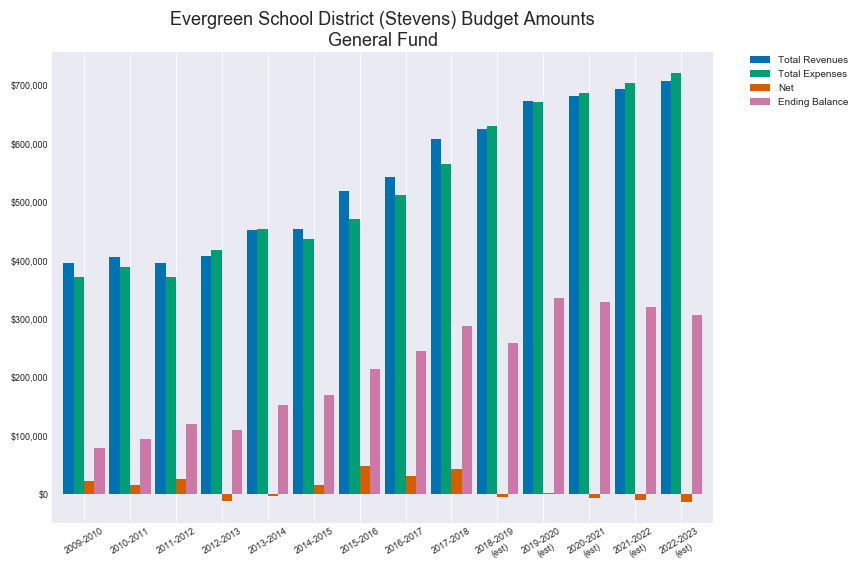 Evergreen School District (Stevens) Budget Amounts
General Fund
Total Revenues
Total Expenses
Net
Ending Balance
$700,000
$600,000
$500,000
$400,000
$300,000
$200,000
$100,000
$0
2009-2010
2010-2011
2011-2012
2012-2013
2013-2014
2014-2015
2015-2016
2016-2017
2017-2018
2018-2019
(est)
2019-2020
(est)
2020-2021
(est)
2021-2022
(est)
2022-2023
(est)